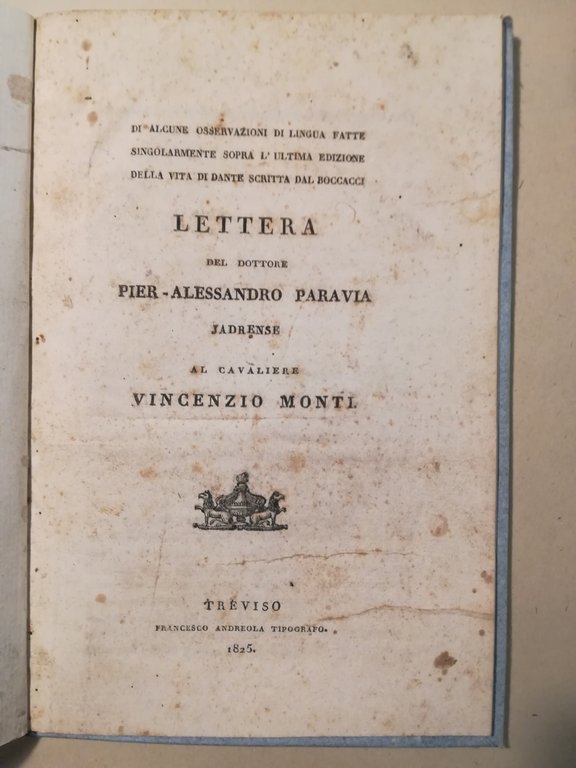 DI ALCUNE OSSERVAZIONI DI LINGUA FATTE
SINGOLARMENTE SOPRA L'ULTIMA EDIZIONE
DELLA VITA DI DANTE SCRITTA DAL BOCCACCI
LETTERA
DEL DOTTORE
PIER-ALESSANDRO PARAVIA
JADRENSE
AL CAVALIERE
VINCENZIO MONTI.
TREVISO
FRANCESCO ANDREOLA TIPOGRAFO.
1825.